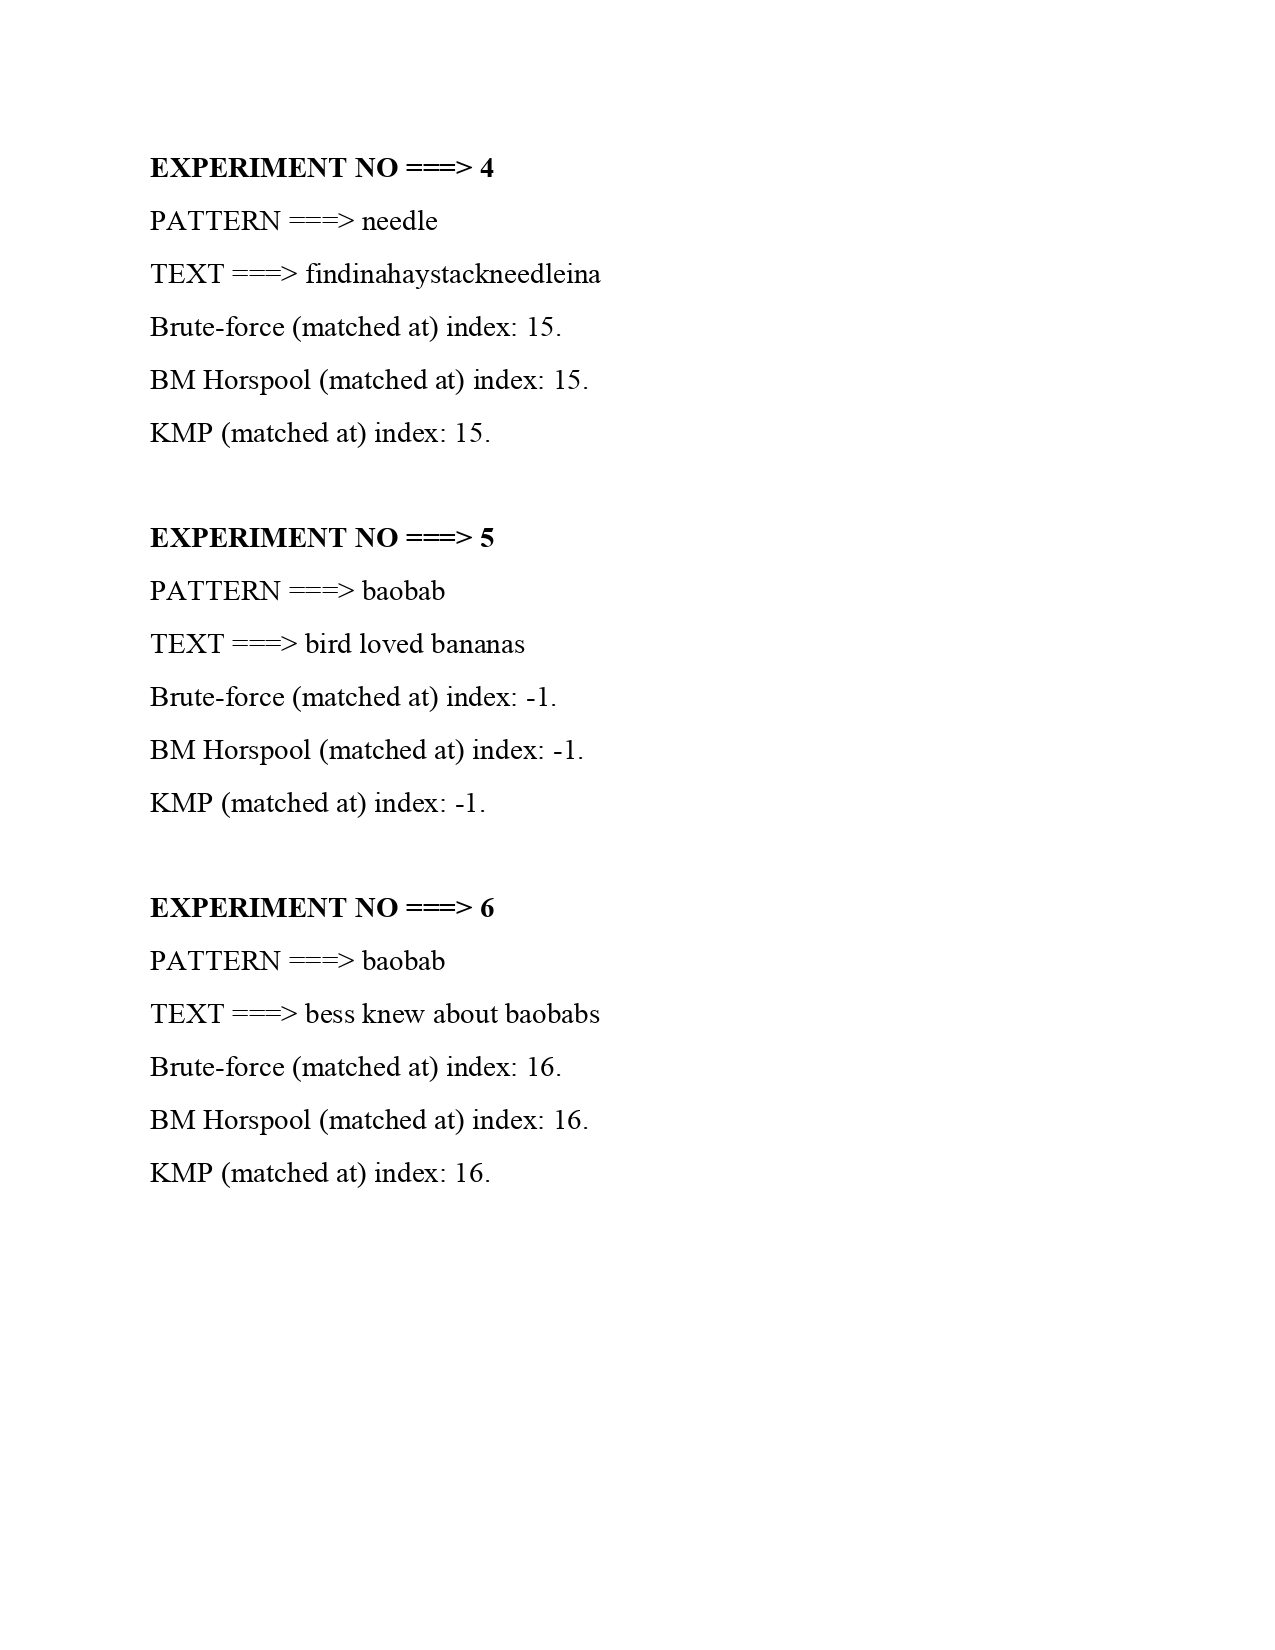 EXPERIMENT NO ===> 4
PATTERN ===> needle
TEXT ===> findinahaystackneedleina
Brute-force (matched at) index: 15.
BM Horspool (matched at) index: 15.
KMP (matched at) index: 15.
EXPERIMENT NO ===> 5
PATTERN ===> baobab
TEXT ===> bird loved bananas
Brute-force (matched at) index: -1.
BM Horspool (matched at) index: -1.
KMP (matched at) index: -1.
EXPERIMENT NO ===> 6
PATTERN ===> baobab
TEXT ===> bess knew about baobabs
Brute-force (matched at) index: 16.
BM Horspool (matched at) index: 16.
KMP (matched at) index: 16.